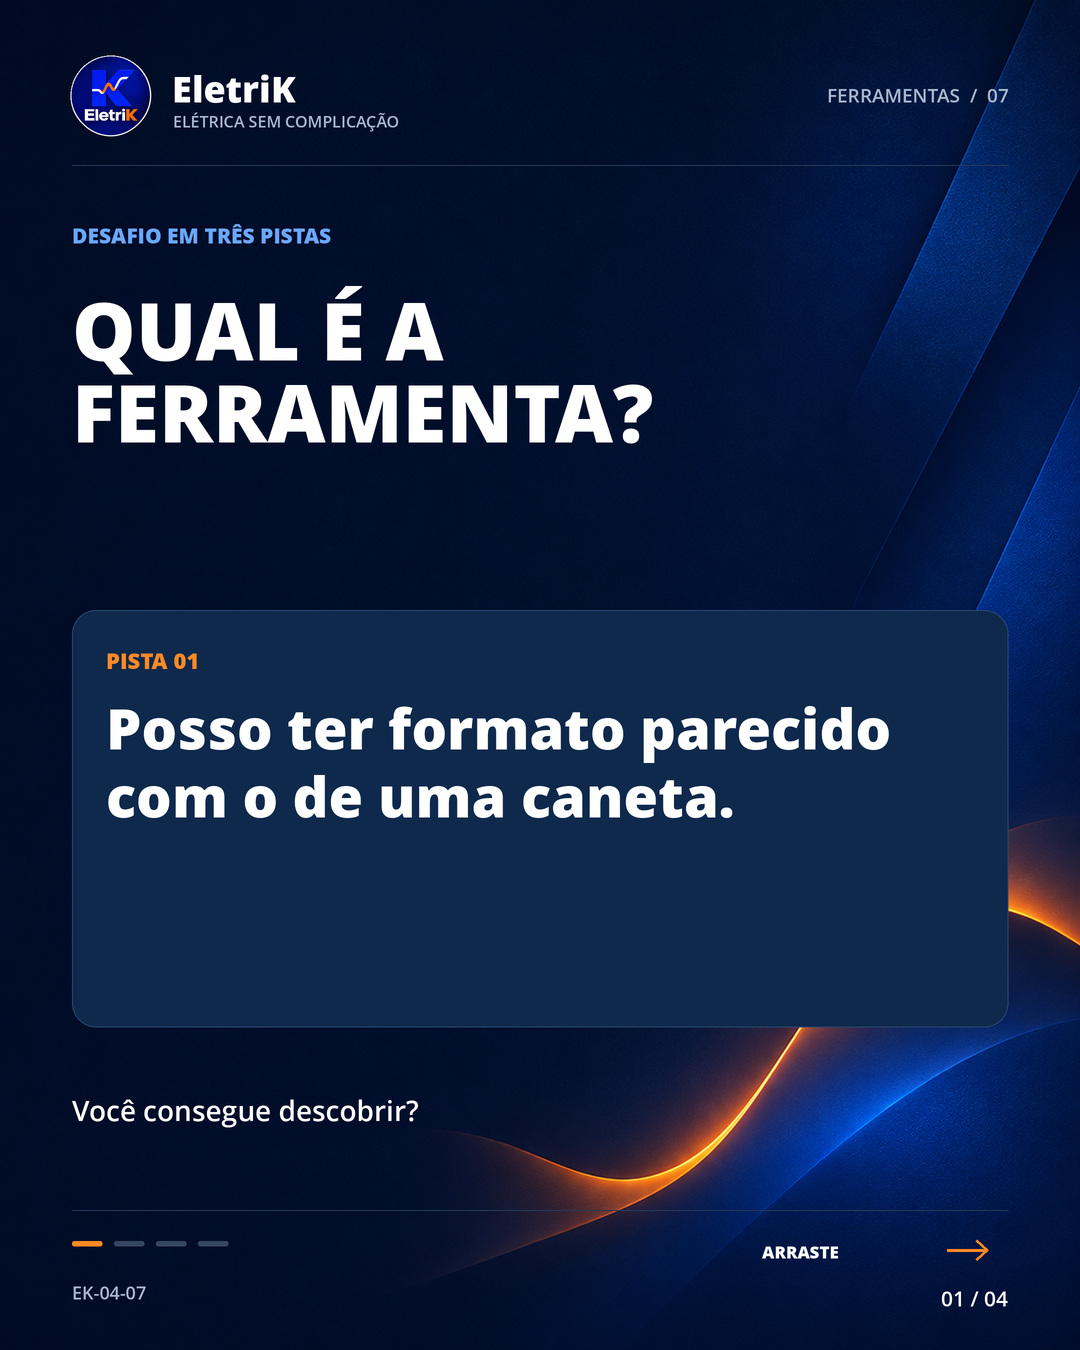 EletriK
EletriK
ELÉTRICA SEM COMPLICAÇÃO
FERRAMENTAS / 07
DESAFIO EM TRÊS PISTAS
QUAL É A
FERRAMENTA?
PISTA 01
Posso ter formato parecido
com o de uma caneta.
Você consegue descobrir?
ARRASTE
EK-04-07
01 / 04